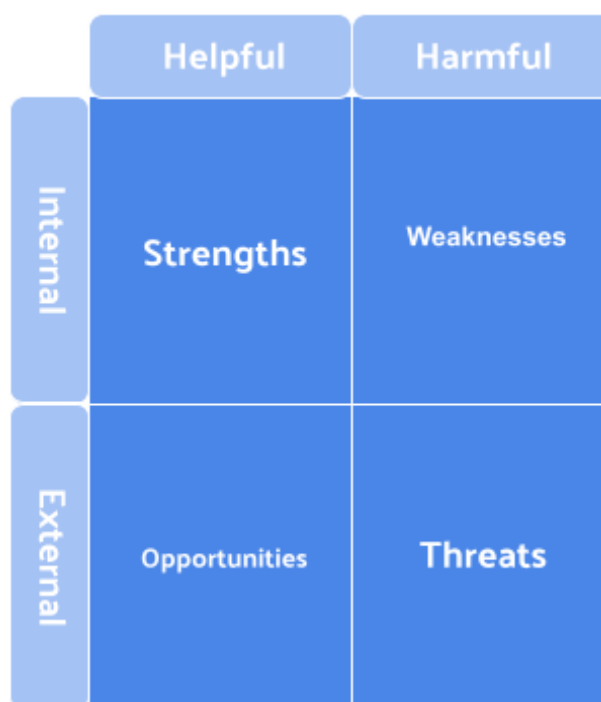 Helpful
Harmful
Internal
Strengths
Weaknesses
External
Opportunities
Threats